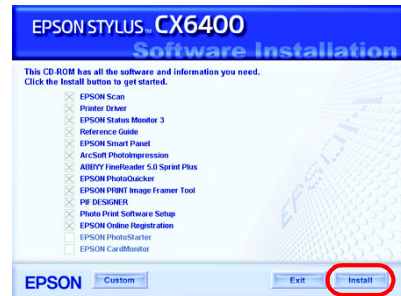 EPSON STYLUS™ CX6400
Software Installation
This CD-ROM has all the software and information you need.
Click the Install button to get started.
EPSON Scan
Printer Driver
EPSON Status Monitor 3
Reference Guide
EPSON Smart Panel
ArcSoft PhotoImpression
ABBYY FineReader 5.0 Sprint Plus
EPSON PhotoQuicker
EPSON PRINT Image Framer Tool
PIF DESIGNER
Photo Print Software Setup
EPSON Online Registration
EPSON PhotoStarter
EPSON CardMonitor
EPSON Custom Exit Install